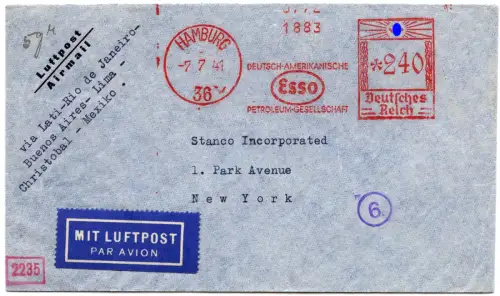 59⁴
Luftpost
Airmail
via Lati-Rio de Janeiro-
Buenos Aires- Lima -
Christobal - Mexiko .
HAMBURG
-7.7.41
36
1883
DEUTSCH-AMERIKANISCHE
Esso
PETROLEUM-GESELLSCHAFT
*240
Deutsches
Reich
Stanco Incorporated
1. Park Avenue
New York
6.
MIT LUFTPOST
PAR AVION
2235